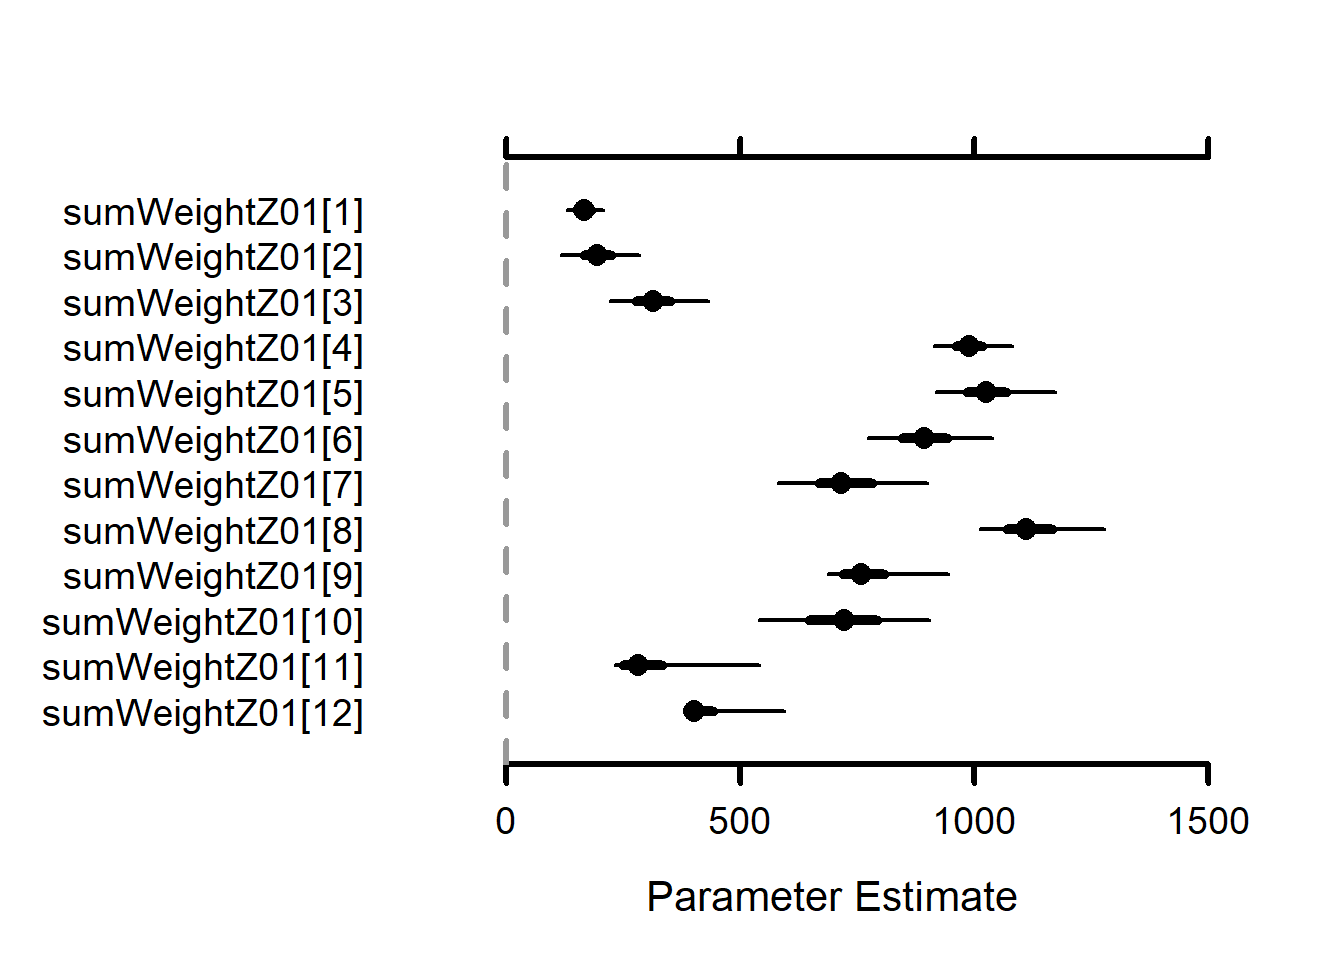 sumWeightZ01[1]
sumWeightZ01[2]
sumWeightZ01[3]
sumWeightZ01[4]
sumWeightZ01[5]
sumWeightZ01[6]
sumWeightZ01[7]
sumWeightZ01[8]
sumWeightZ01[9]
sumWeightZ01[10]
sumWeightZ01[11]
sumWeightZ01[12]
0 500 1000 1500
Parameter Estimate